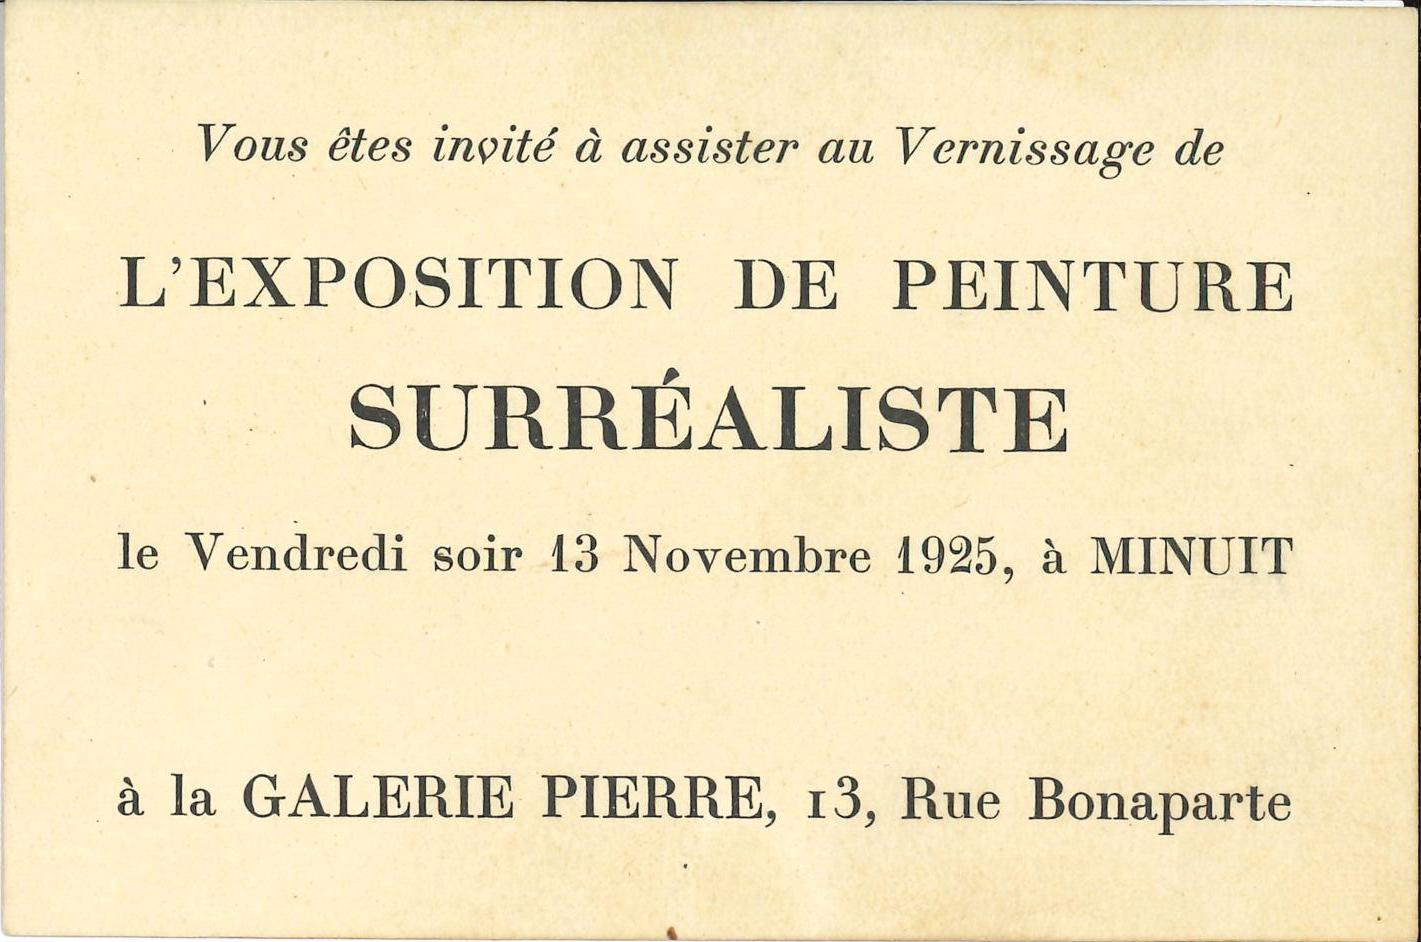 Vous êtes invité à assister au Vernissage de
L'EXPOSITION DE PEINTURE
SURRÉALISTE
le Vendredi soir 13 Novembre 1925, à MINUIT
à la GALERIE PIERRE, 13, Rue Bonaparte